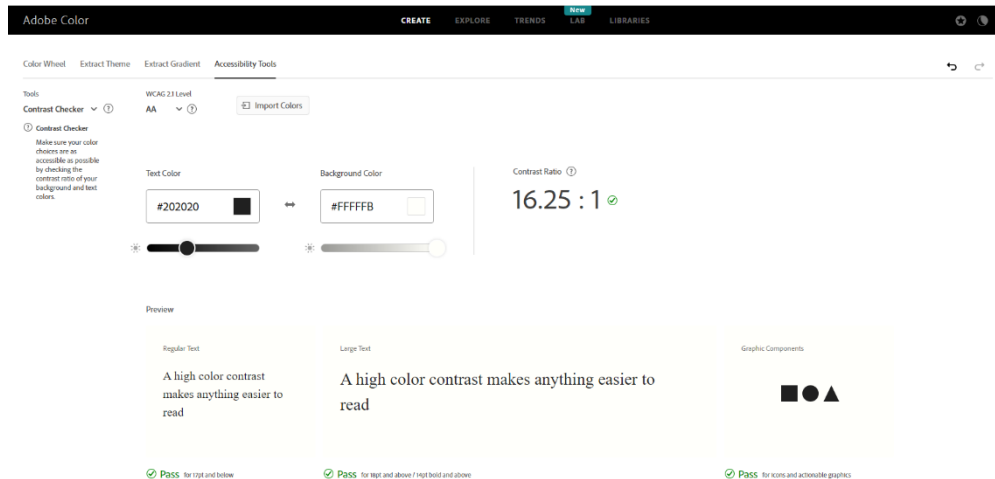 Adobe Color
CREATE EXPLORE TRENDS New LAB LIBRARIES
Color Wheel Extract Theme Extract Gradient Accessibility Tools
Tools
Contrast Checker
Contrast Checker
Make sure your color
choices are as
accessible as possible
by checking the
contrast ratio of your
background and text
colors.
WCAG 2.1 Level
AA
Import Colors
Text Color
#202020
Background Color
#FFFFFB
Contrast Ratio
16.25 : 1
Preview
Regular Text
A high color contrast
makes anything easier to
read
Pass for 17pt and below
Large Text
A high color contrast makes anything easier to
read
Pass for 18pt and above / 14pt bold and above
Graphic Components
Pass for icons and actionable graphics